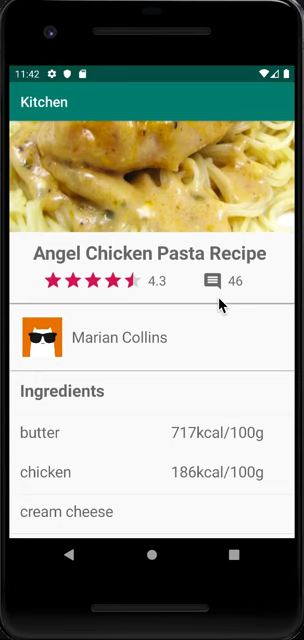 11:42
Kitchen
Angel Chicken Pasta Recipe
4.3 46
Marian Collins
Ingredients
butter 717kcal/100g
chicken 186kcal/100g
cream cheese